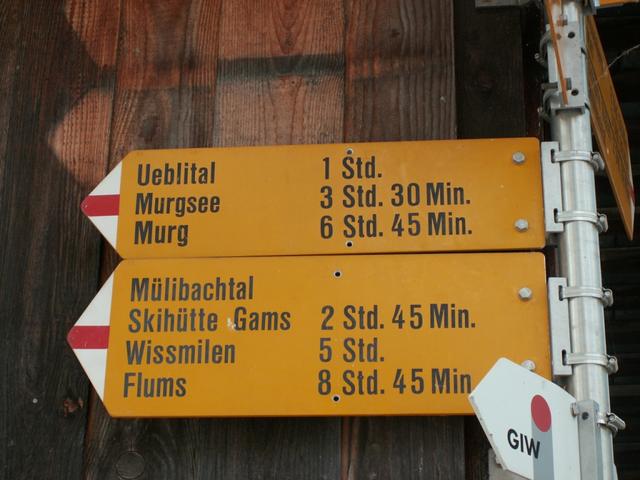 Ueblital 1 Std.
Murgsee 3 Std. 30 Min.
Murg 6 Std. 45 Min.
Mülibachtal
Skihütte Gams 2 Std. 45 Min.
Wissmilen 5 Std.
Flums 8 Std. 45 Min
GIW